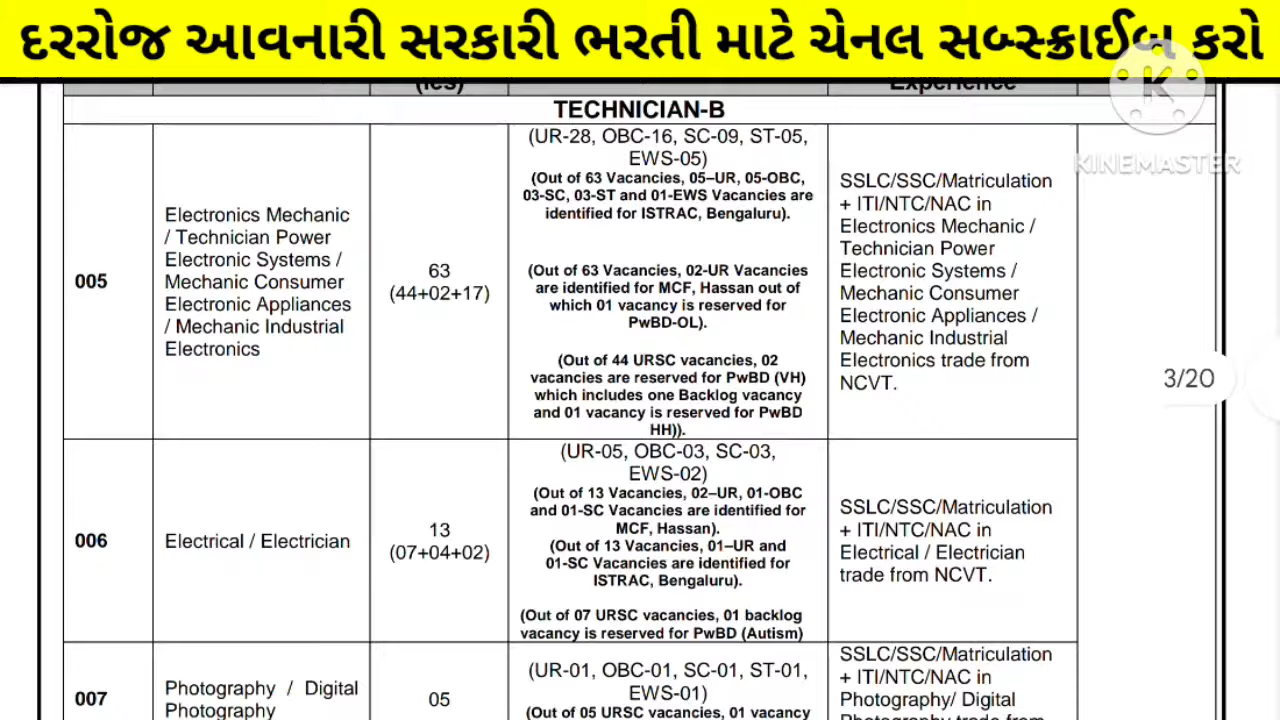 દરરોજ આવનારી સરકારી ભરતી માટે ચેનલ સબ્સ્ક્રાઈબ કરો
(ies)
Experience
KINEMASTER
TECHNICIAN-B
005
Electronics Mechanic
/ Technician Power
Electronic Systems /
Mechanic Consumer
Electronic Appliances
/ Mechanic Industrial
Electronics
63
(44+02+17)
(UR-28, OBC-16, SC-09, ST-05,
EWS-05)
(Out of 63 Vacancies, 05–UR, 05-OBC,
03-SC, 03-ST and 01-EWS Vacancies are
identified for ISTRAC, Bengaluru).
(Out of 63 Vacancies, 02-UR Vacancies
are identified for MCF, Hassan out of
which 01 vacancy is reserved for
PwBD-OL).
(Out of 44 URSC vacancies, 02
vacancies are reserved for PwBD (VH)
which includes one Backlog vacancy
and 01 vacancy is reserved for PwBD
HH)).
SSLC/SSC/Matriculation
+ ITI/NTC/NAC in
Electronics Mechanic /
Technician Power
Electronic Systems /
Mechanic Consumer
Electronic Appliances /
Mechanic Industrial
Electronics trade from
NCVT.
3/20
006
Electrical / Electrician
13
(07+04+02)
(UR-05, OBC-03, SC-03,
EWS-02)
(Out of 13 Vacancies, 02–UR, 01-OBC
and 01-SC Vacancies are identified for
MCF, Hassan).
(Out of 13 Vacancies, 01–UR and
01-SC Vacancies are identified for
ISTRAC, Bengaluru).
(Out of 07 URSC vacancies, 01 backlog
vacancy is reserved for PwBD (Autism)
SSLC/SSC/Matriculation
+ ITI/NTC/NAC in
Electrical / Electrician
trade from NCVT.
007
Photography / Digital
Photography
05
(UR-01, OBC-01, SC-01, ST-01,
EWS-01)
(Out of 05 URSC vacancies, 01 vacancy
SSLC/SSC/Matriculation
+ ITI/NTC/NAC in
Photography/ Digital
Photography trade from